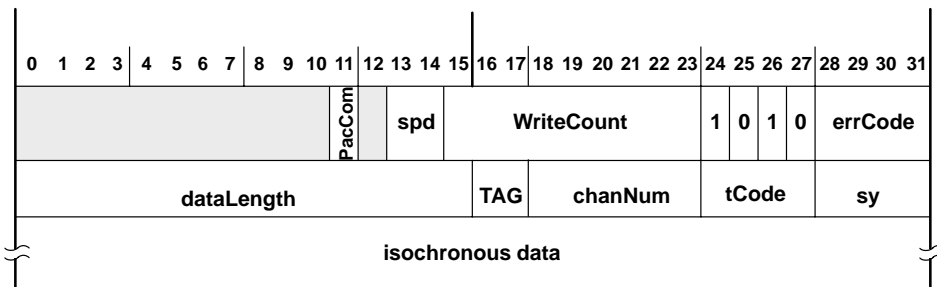 0 1 2 3 4 5 6 7 8 9 10 11 12 13 14 15 16 17 18 19 20 21 22 23 24 25 26 27 28 29 30 31
PacCom spd WriteCount 1 0 1 0 errCode
dataLength TAG chanNum tCode sy
isochronous data